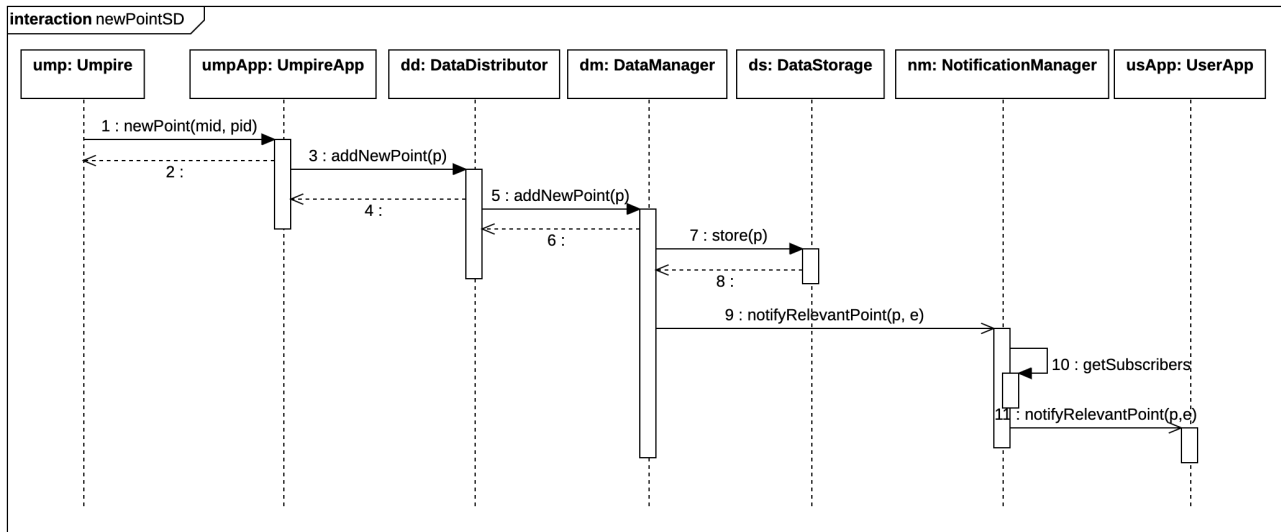 interaction newPointSD
ump: Umpire
umpApp: UmpireApp
dd: DataDistributor
dm: DataManager
ds: DataStorage
nm: NotificationManager
usApp: UserApp
1 : newPoint(mid, pid)
2 :
3 : addNewPoint(p)
4 :
5 : addNewPoint(p)
6 :
7 : store(p)
8 :
9 : notifyRelevantPoint(p, e)
10 : getSubscribers
11 : notifyRelevantPoint(p,e)